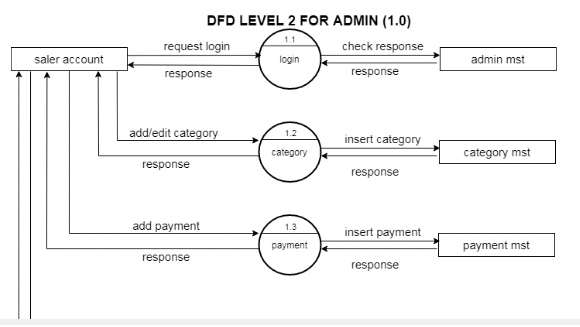 DFD LEVEL 2 FOR ADMIN (1.0)
request login
1.1
check response
saler account
login
admin mst
response
response
add/edit category
1.2
insert category
category
category mst
response
response
add payment
1.3
insert payment
payment
payment mst
response
response